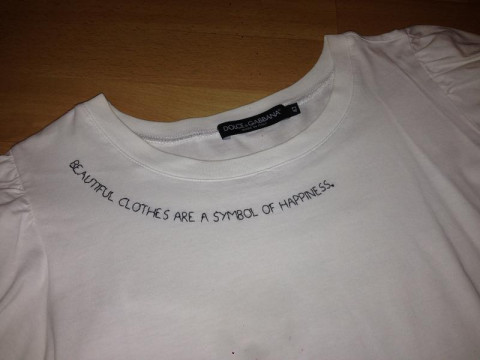 DOLCE & GABBANA
BEAUTIFUL CLOTHES ARE A SYMBOL OF HAPPINESS.